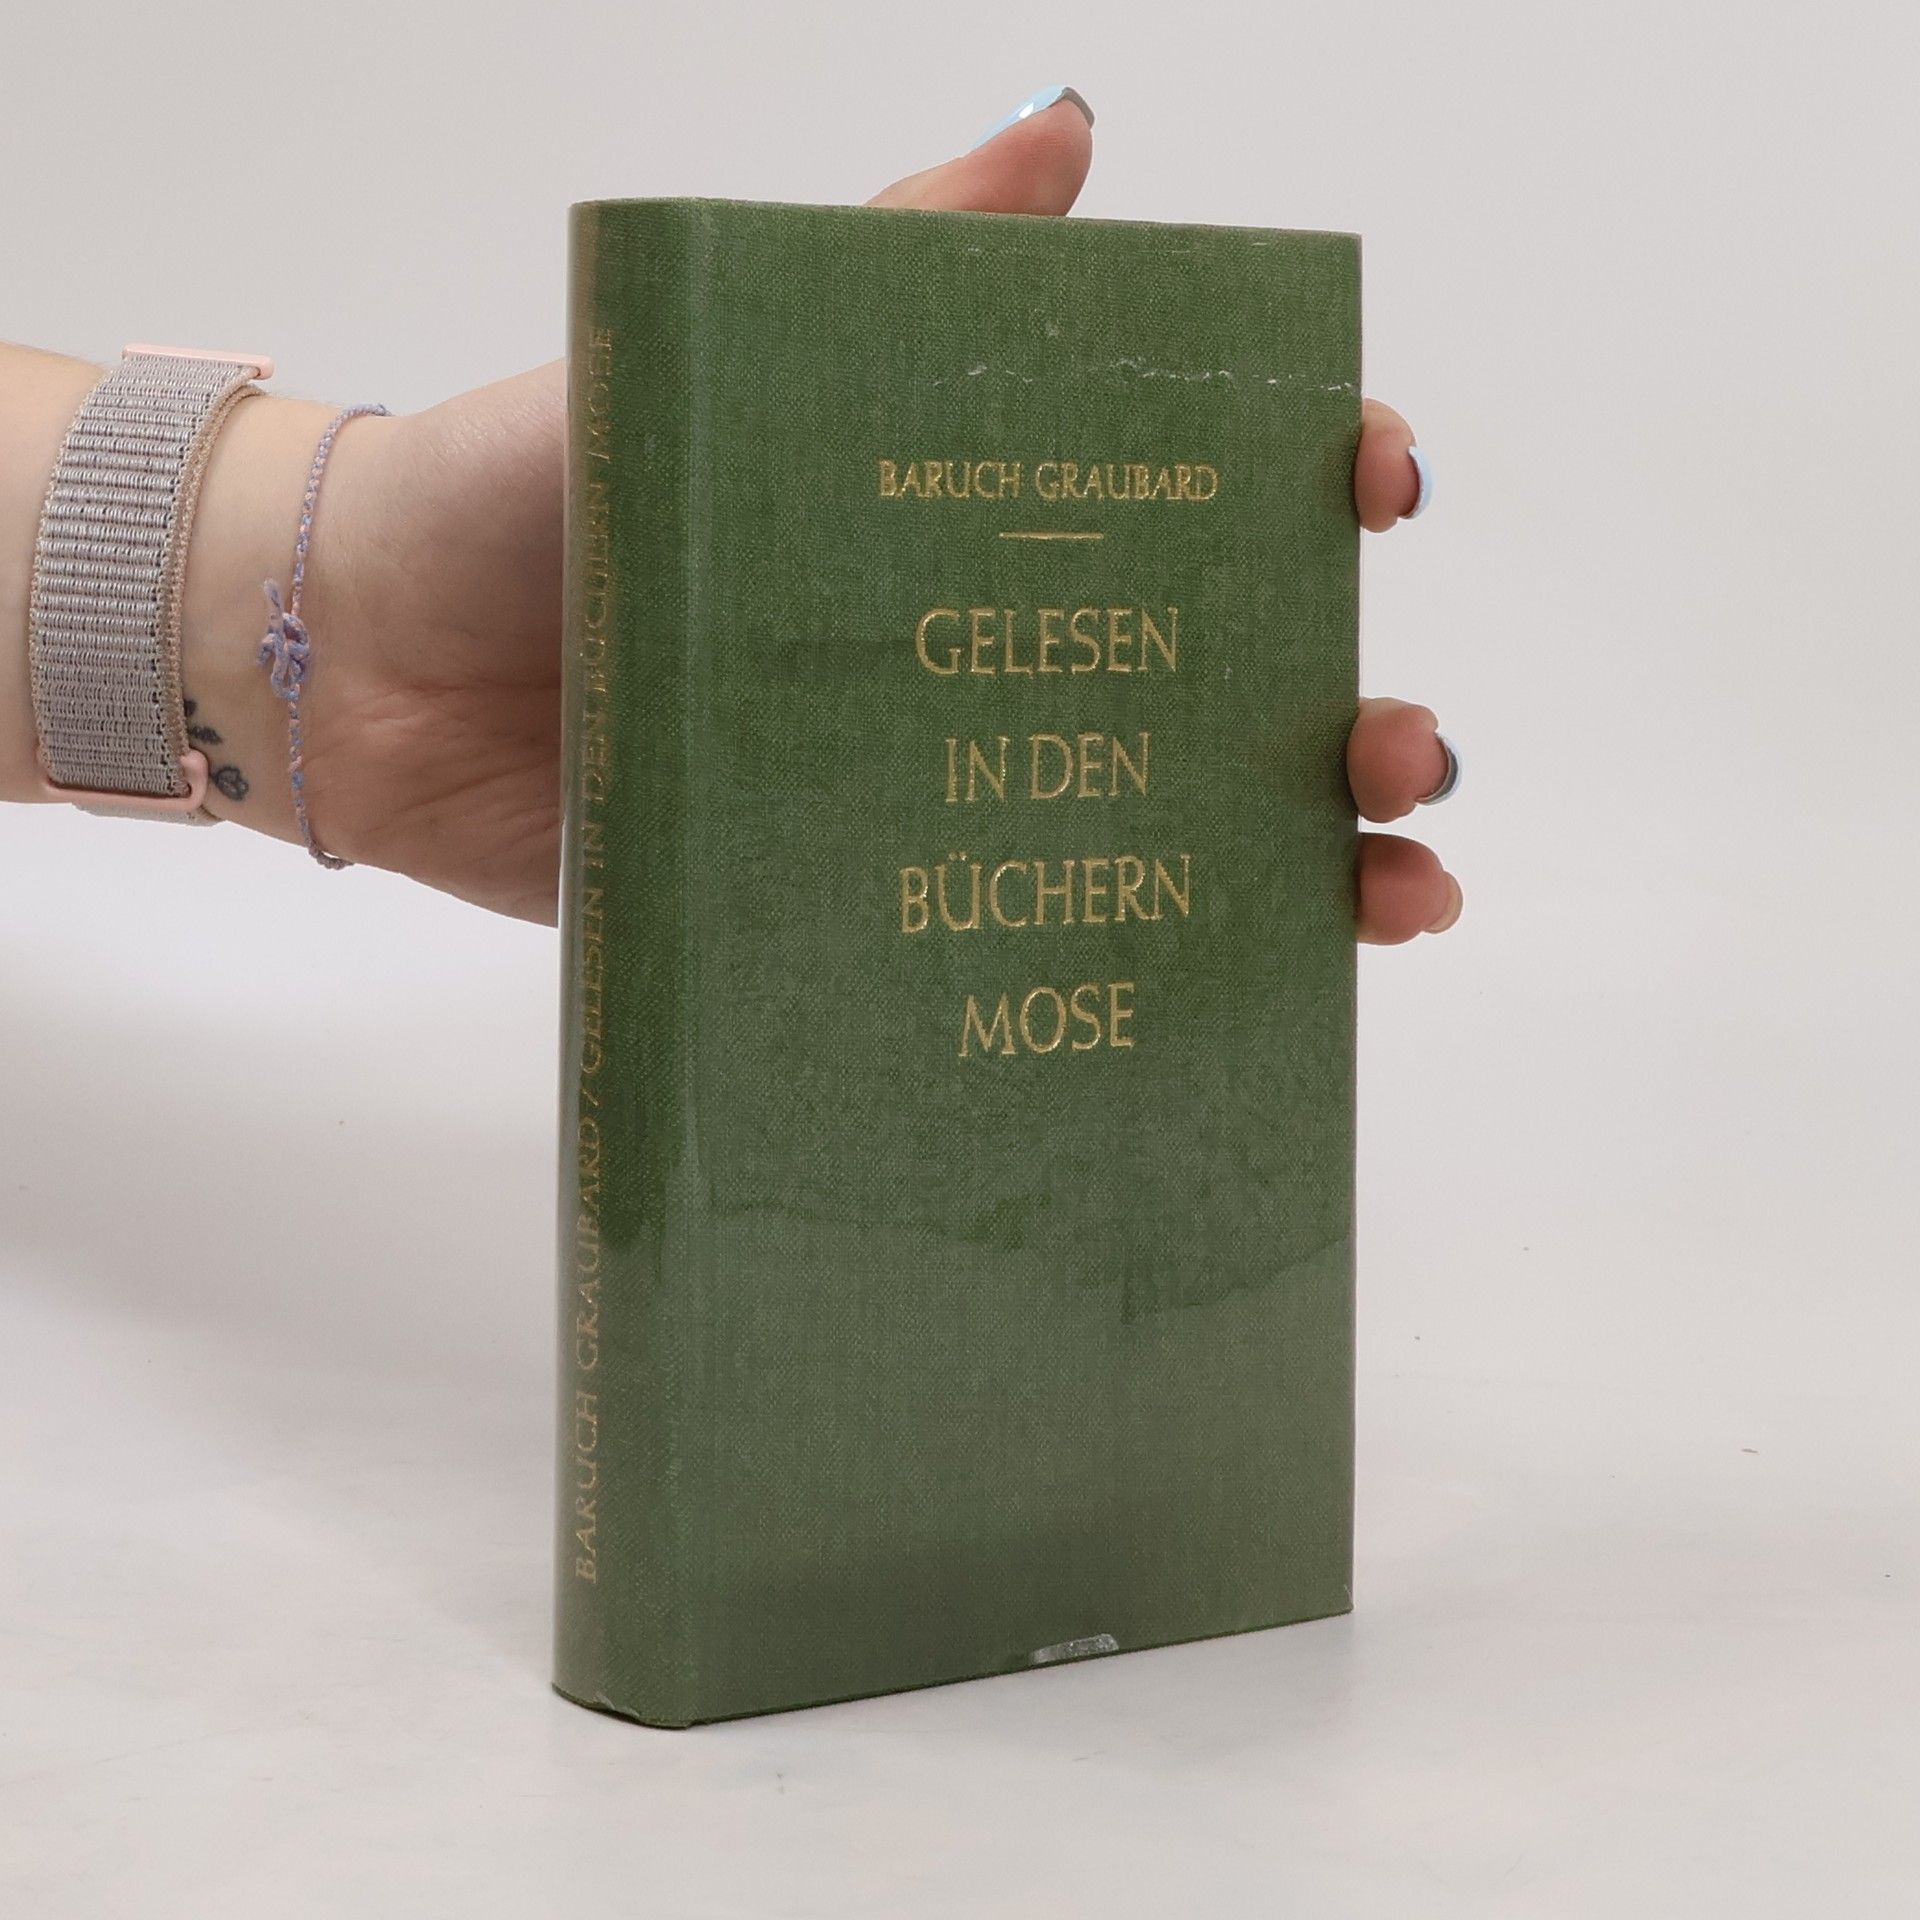 BARUCH GRAUBARD
GELESEN
IN DEN
BÜCHERN
MOSE
BARUCH GRAUBARD / GELESEN IN DEN BÜCHERN MOSE